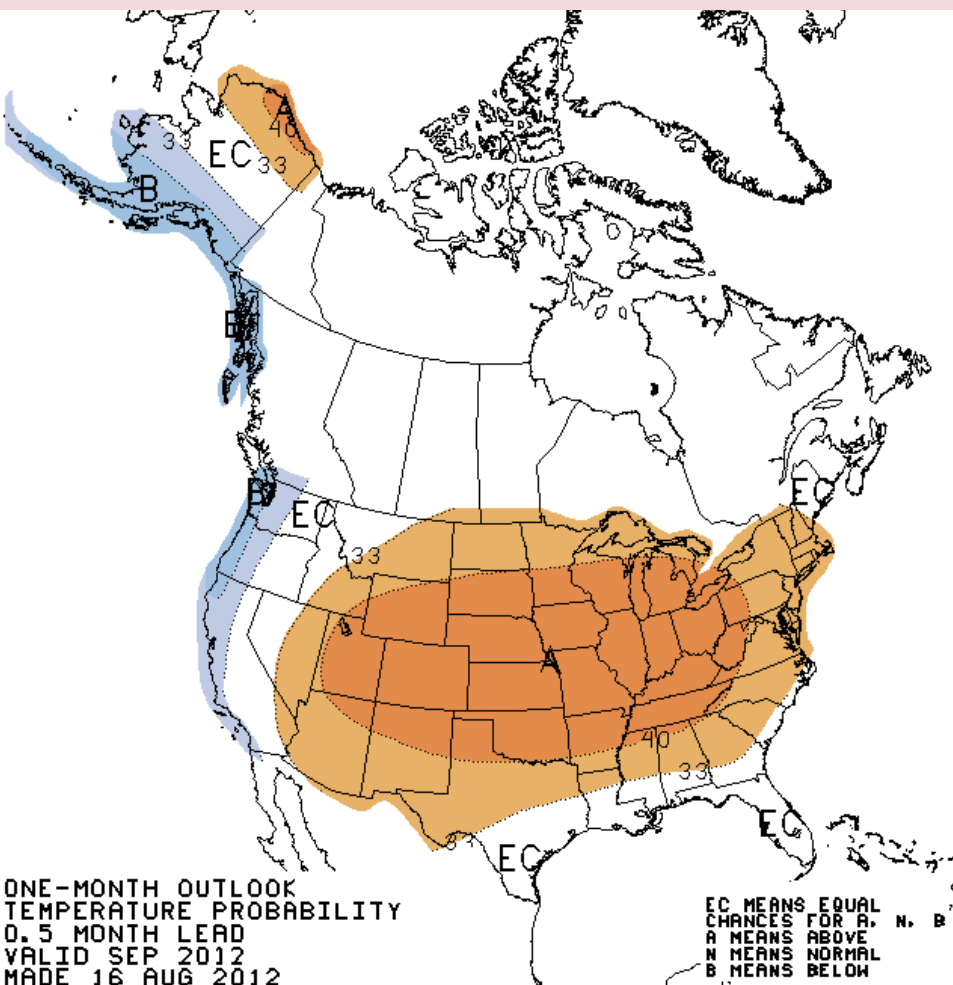 A
40
33
EC
33
B
B
B
EC
EC
33
A
40
33
EC
EC
ONE-MONTH OUTLOOK
TEMPERATURE PROBABILITY
0.5 MONTH LEAD
VALID SEP 2012
MADE 16 AUG 2012
EC MEANS EQUAL
CHANCES FOR A, N, B
A MEANS ABOVE
N MEANS NORMAL
B MEANS BELOW